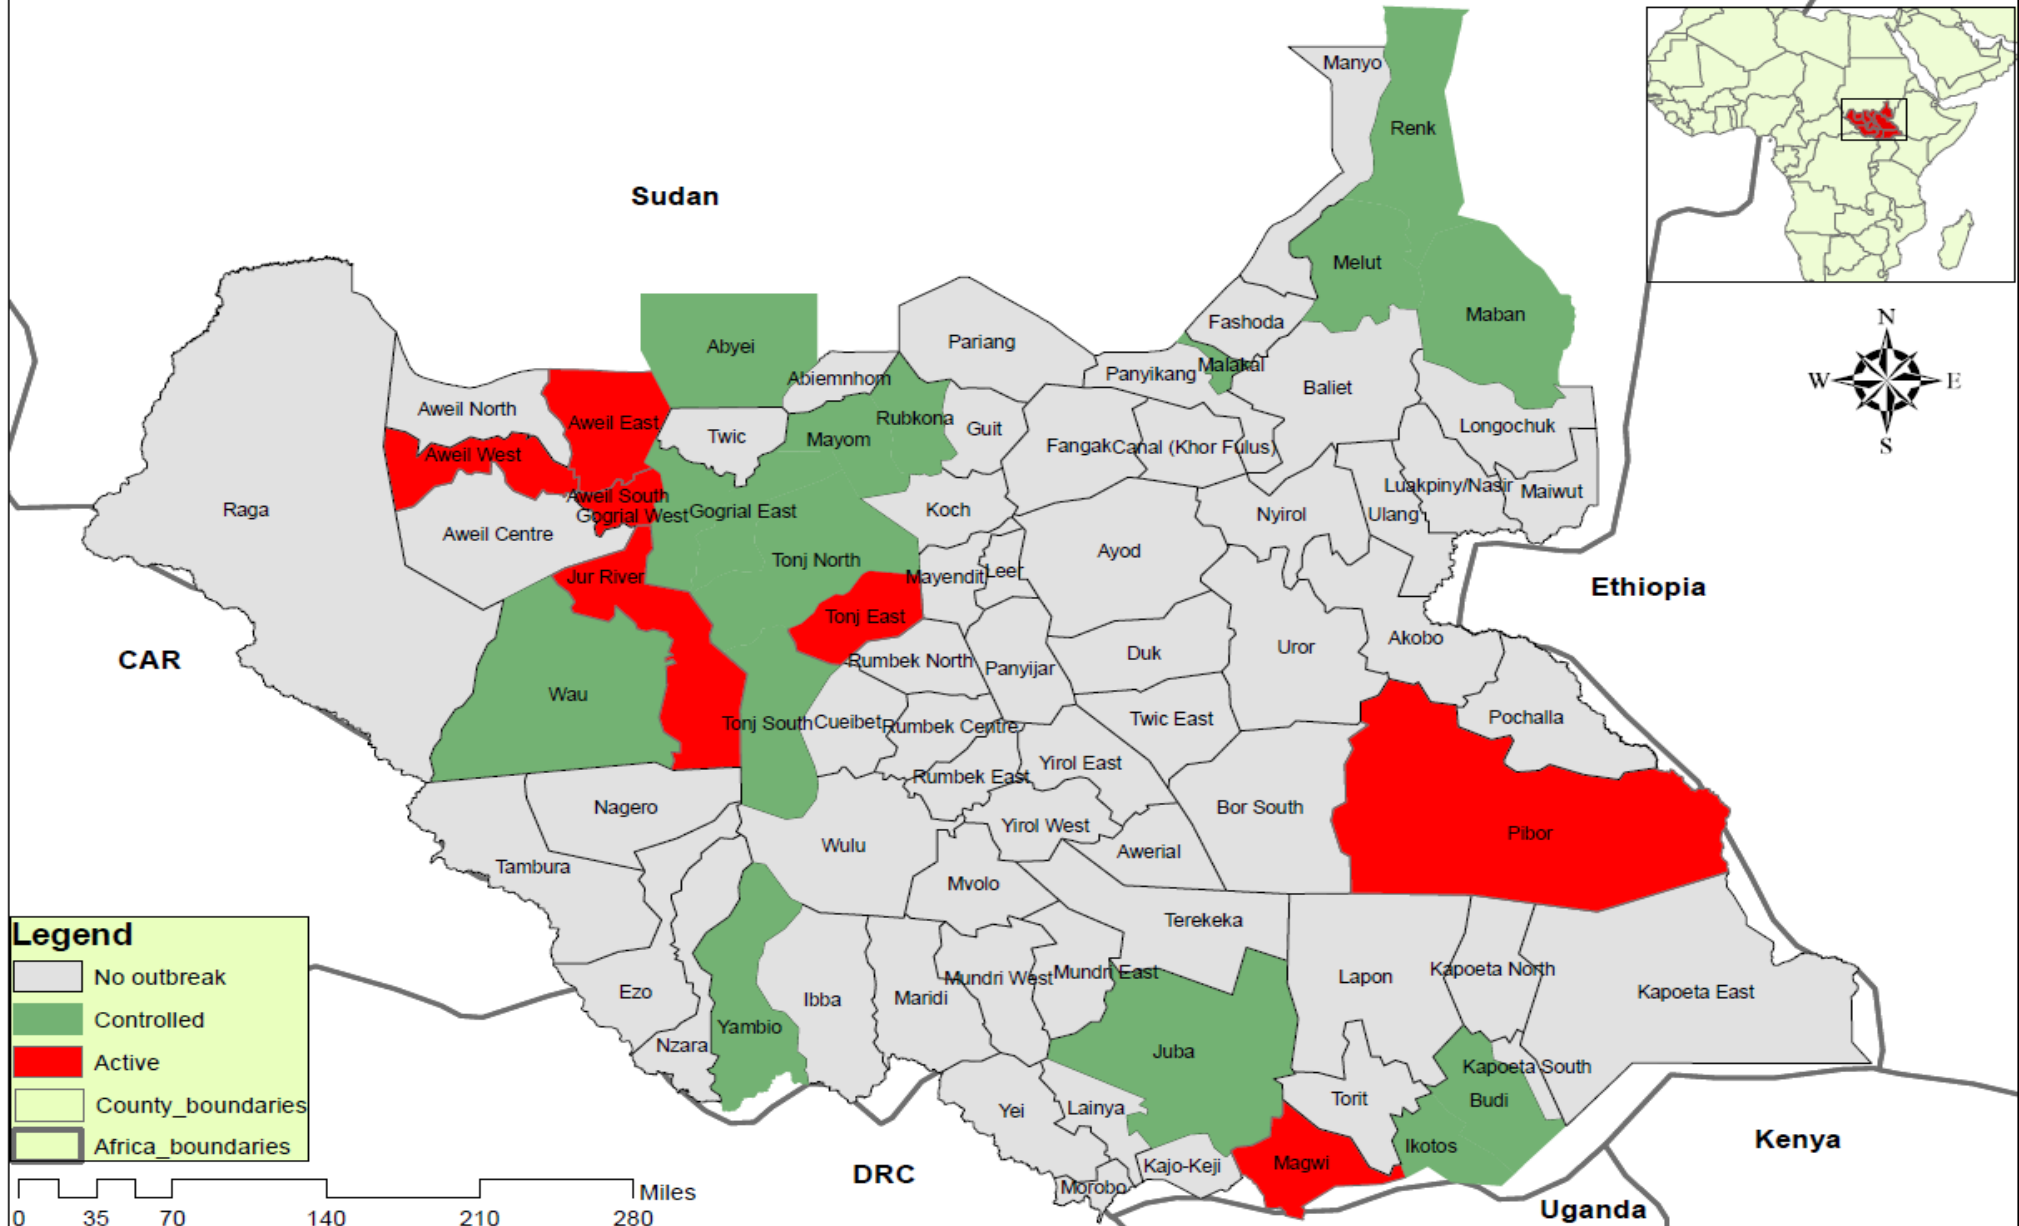 Manyo
Renk
Sudan
Melut
Maban
Fashoda
Abyei
Pariang
Malakal
Panyikang
Abiemnhom
Baliet
Aweil North
Aweil East
Twic
Mayom
Rubkona
Guit
Fangak
Canal (Khor Fulus)
Longochuk
Aweil West
Luakpiny/Nasir
Maiwut
Raga
Aweil South
Gogrial West
Gogrial East
Koch
Nyirol
Ulang
Aweil Centre
Ayod
Tonj North
Jur River
Mayendit
Leer
Ethiopia
Tonj East
Akobo
CAR
Rumbek North
Panyijar
Duk
Uror
Wau
Tonj South
Cueibet
Rumbek Centre
Twic East
Pochalla
Yirol East
Rumbek East
Nagero
Bor South
Yirol West
Pibor
Wulu
Awerial
Tambura
Mvolo
Terekeka
Mundri West
Mundri East
Lapon
Kapoeta North
Kapoeta East
Ezo
Ibba
Maridi
Yambio
Nzara
Juba
Kapoeta South
Budi
Yei
Lainya
Torit
Ikotos
Kenya
Magwi
Kajo-Keji
DRC
Morobo
Uganda
N
W
E
S
Legend
No outbreak
Controlled
Active
County_boundaries
Africa_boundaries
Miles
0 35 70 140 210 280